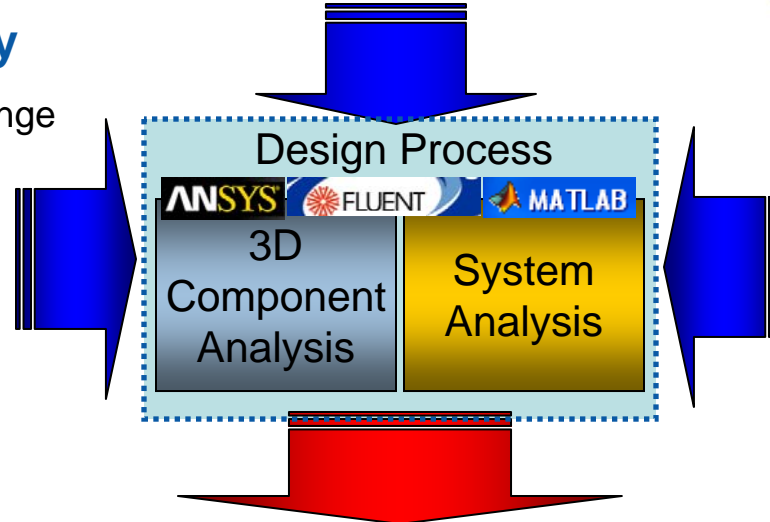 y
nge
Design Process
ANSYS FLUENT MATLAB
3D
Component
Analysis
System
Analysis